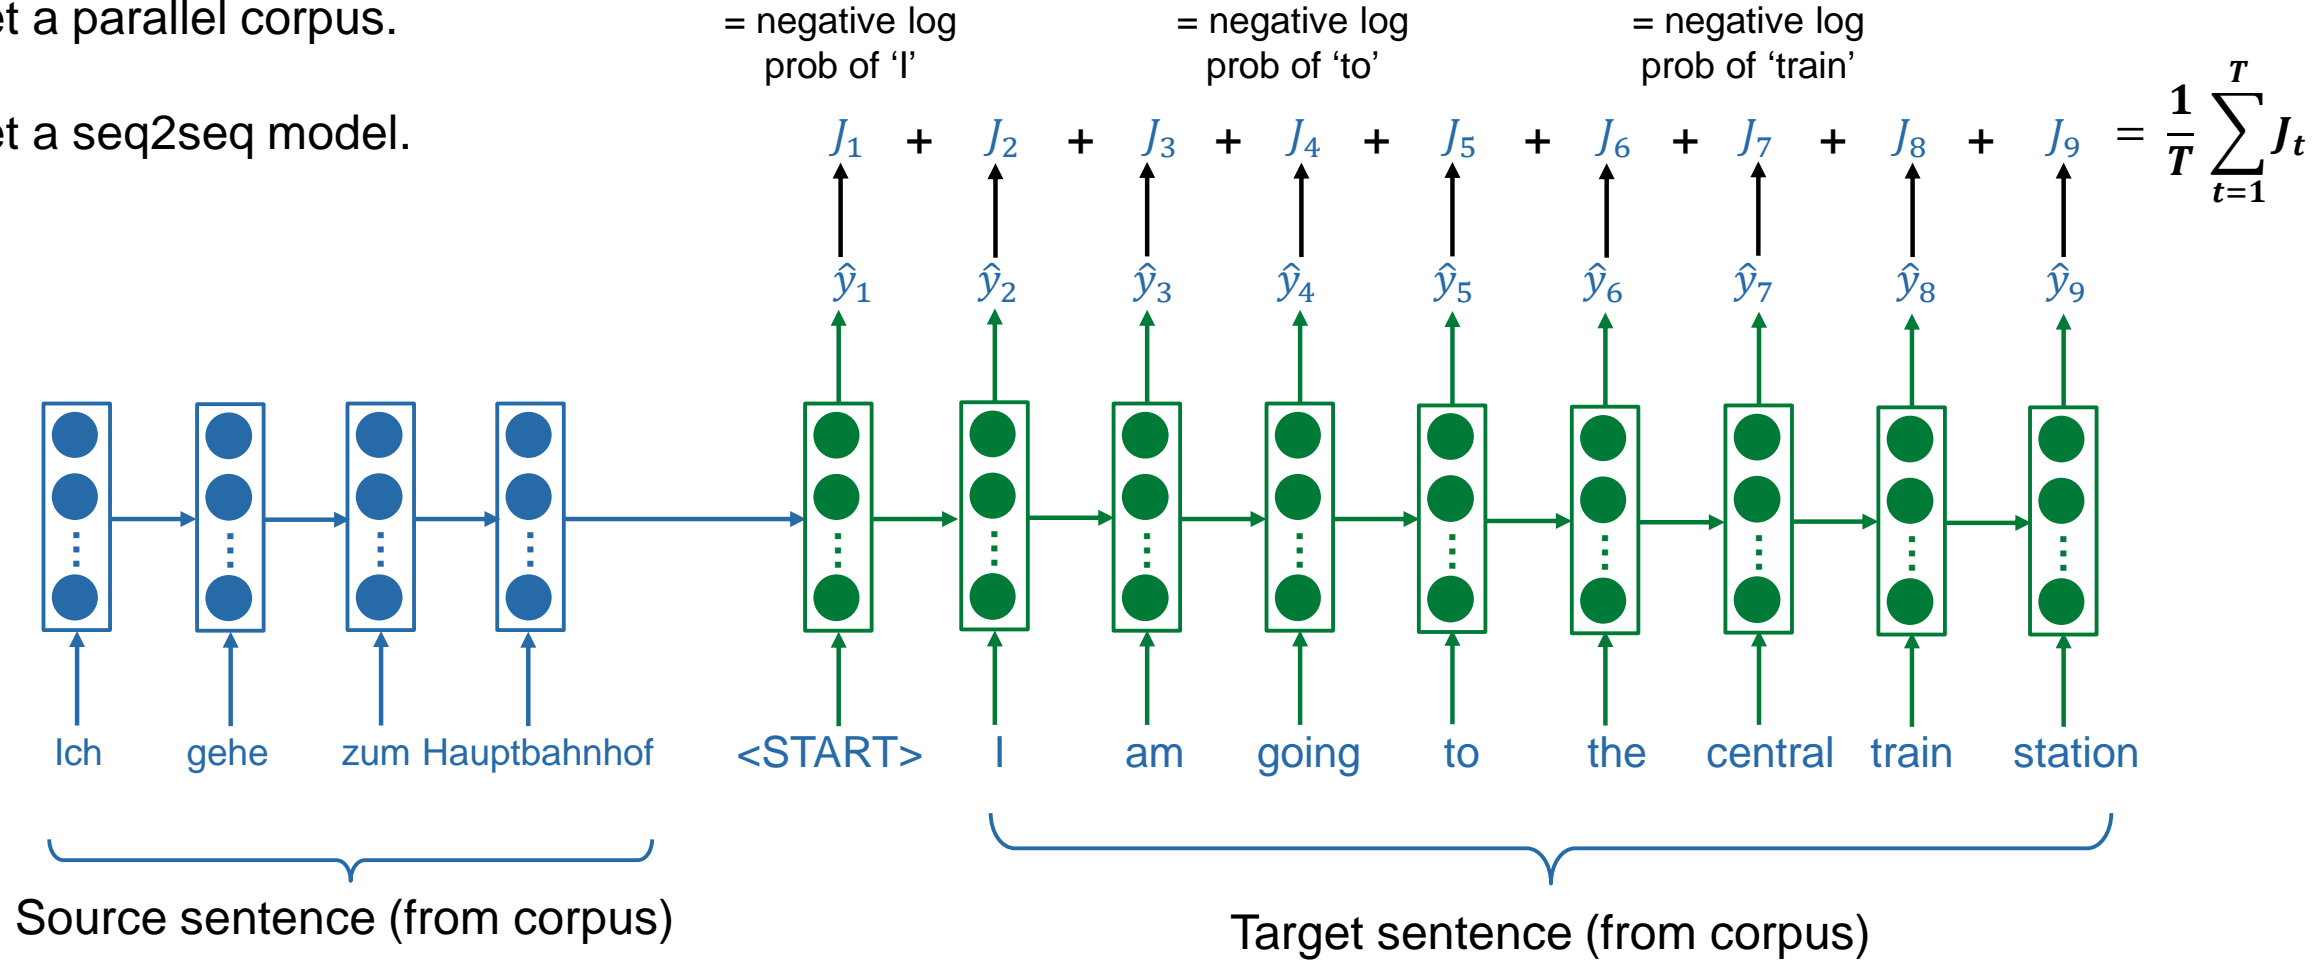 et a parallel corpus.
et a seq2seq model.
= negative log
prob of ‘I’
= negative log
prob of ‘to’
= negative log
prob of ‘train’
J₁ + J₂ + J₃ + J₄ + J₅ + J₆ + J₇ + J₈ + J₉ = 1/T ∑ₜ₌₁ᵀ Jₜ
ŷ₁ ŷ₂ ŷ₃ ŷ₄ ŷ₅ ŷ₆ ŷ₇ ŷ₈ ŷ₉
Ich gehe zum Hauptbahnhof <START> I am going to the central train station
Source sentence (from corpus)
Target sentence (from corpus)